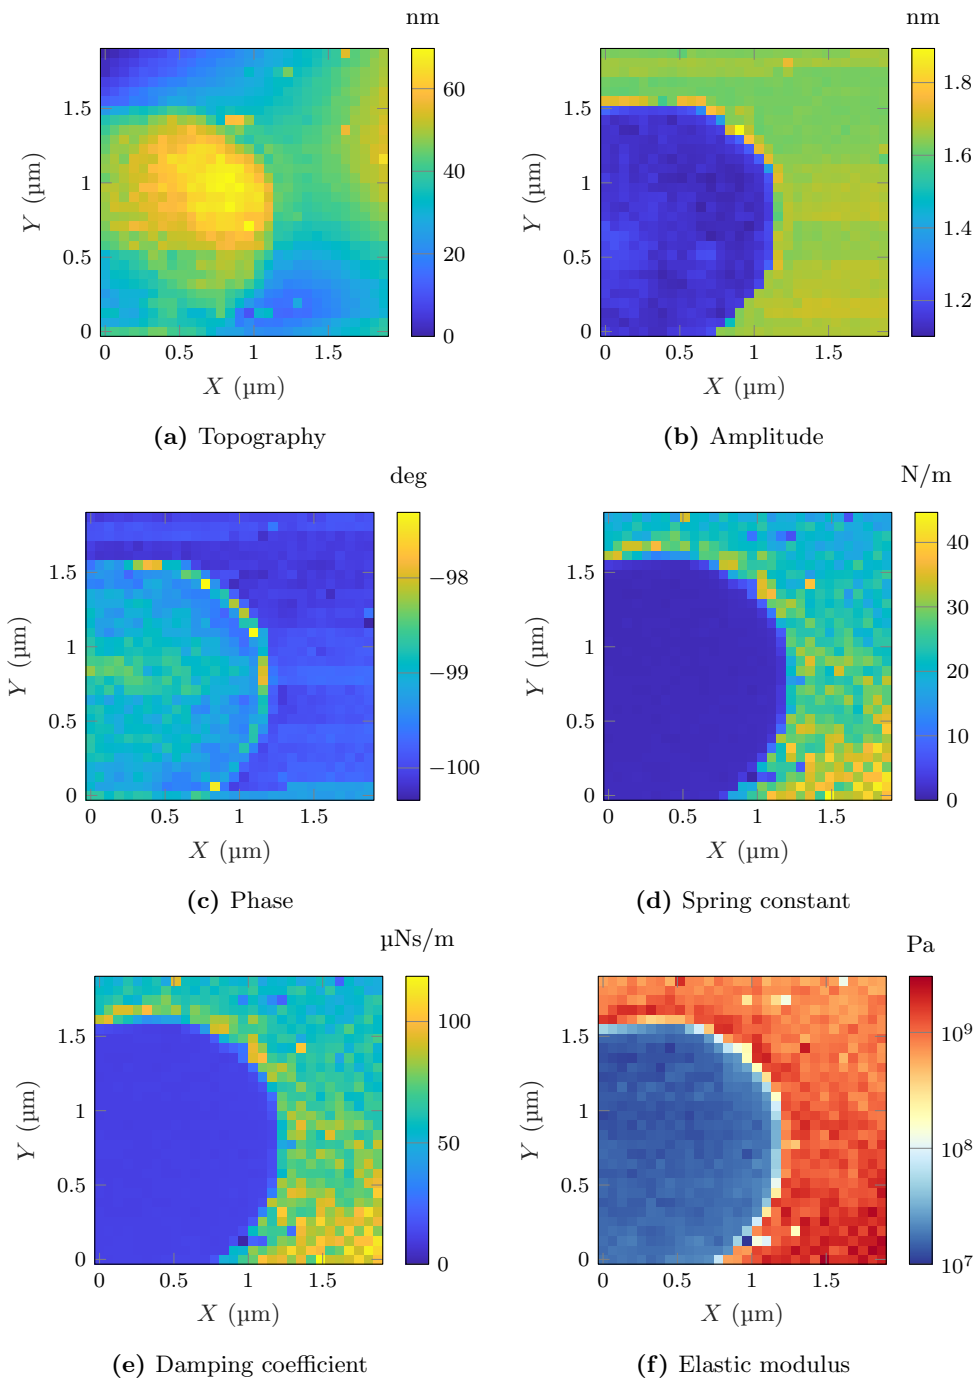 nm
nm
1.5
1
0.5
0
Y (µm)
0 0.5 1 1.5
X (µm)
60
40
20
0
1.5
1
0.5
0
Y (µm)
0 0.5 1 1.5
X (µm)
1.8
1.6
1.4
1.2
(a) Topography
(b) Amplitude
deg
N/m
1.5
1
0.5
0
Y (µm)
0 0.5 1 1.5
X (µm)
−98
−99
−100
1.5
1
0.5
0
Y (µm)
0 0.5 1 1.5
X (µm)
40
30
20
10
0
(c) Phase
(d) Spring constant
µNs/m
Pa
1.5
1
0.5
0
Y (µm)
0 0.5 1 1.5
X (µm)
100
50
0
1.5
1
0.5
0
Y (µm)
0 0.5 1 1.5
X (µm)
10⁹
10⁸
10⁷
(e) Damping coefficient
(f) Elastic modulus